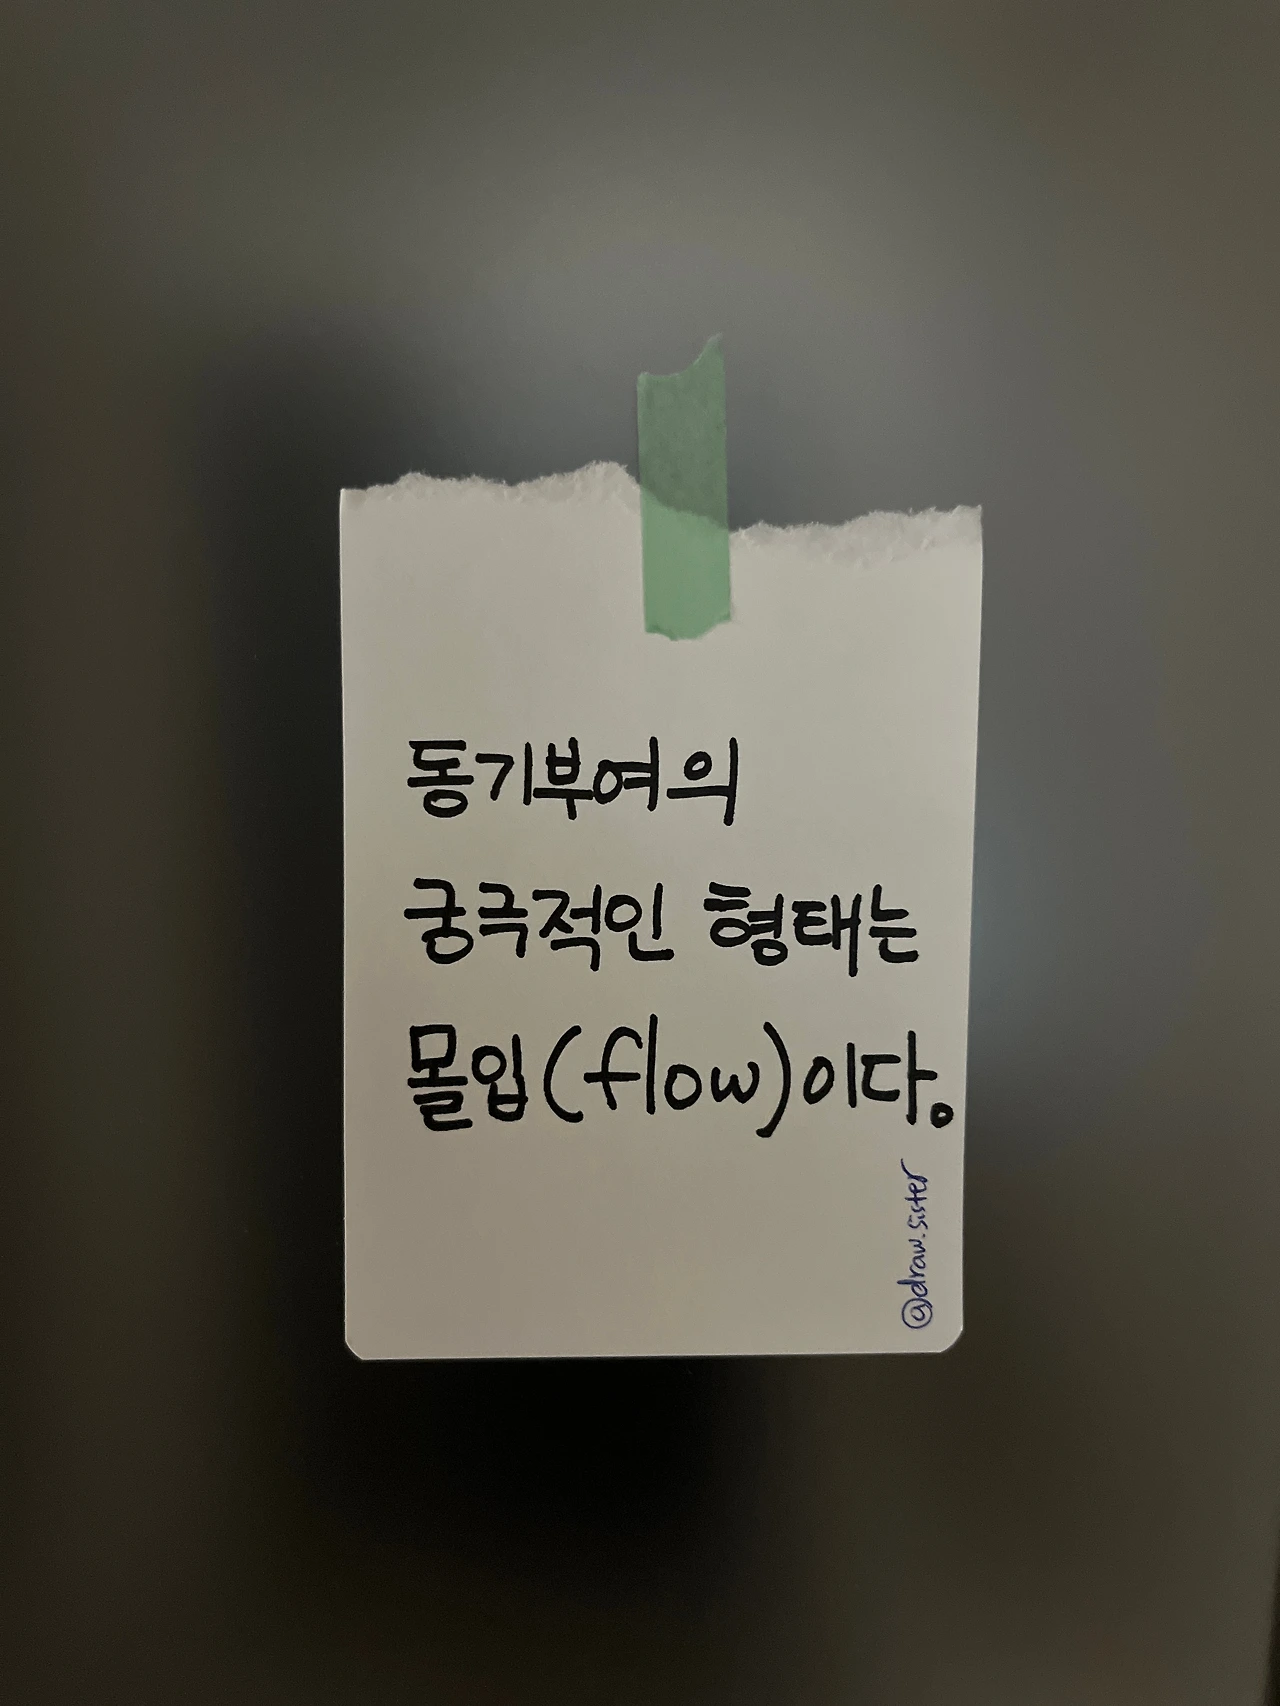 동기부여의
궁극적인 형태는
몰입(flow)이다.
@draw.sister